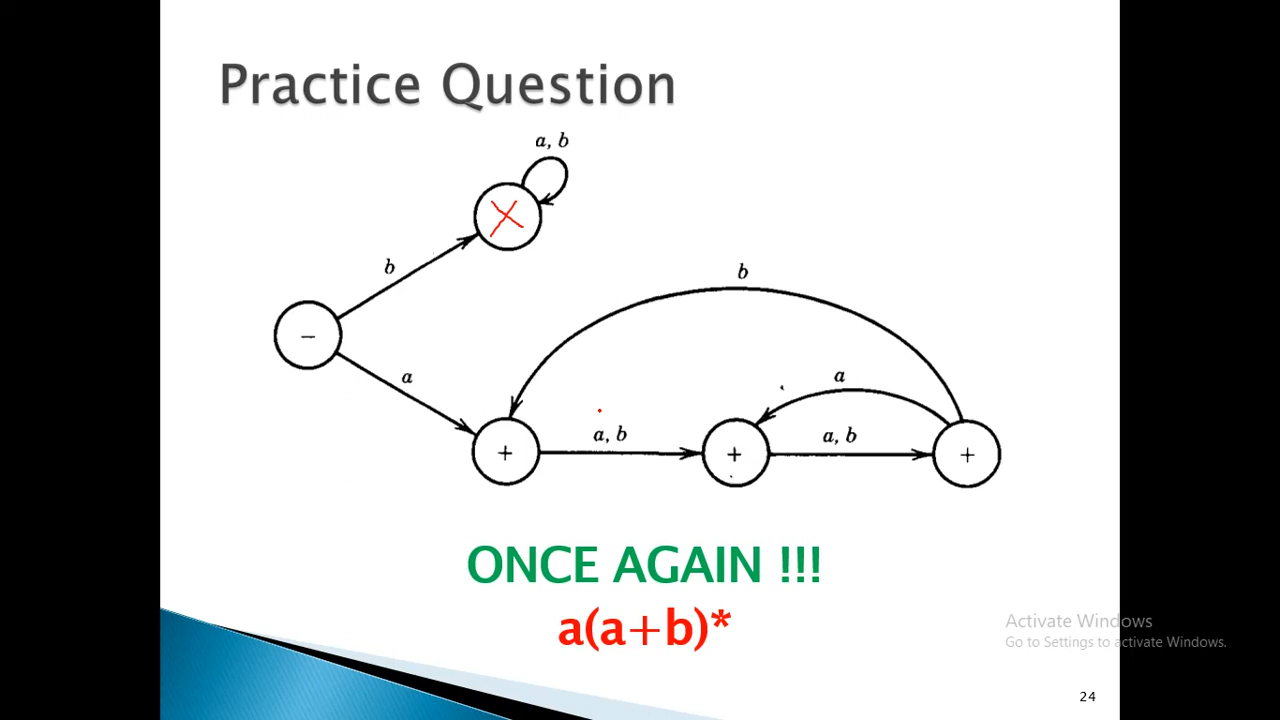 Practice Question
a, b
b
b
–
a
a
a, b
a, b
+
+
+
ONCE AGAIN !!!
a(a+b)*
Activate Windows
Go to Settings to activate Windows.
24